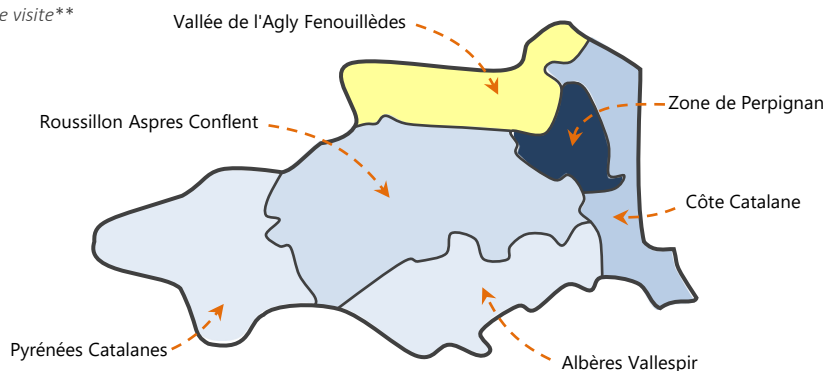 e visite**
Vallée de l'Agly Fenouillèdes
Zone de Perpignan
Roussillon Aspres Conflent
Côte Catalane
Pyrénées Catalanes
Albères Vallespir